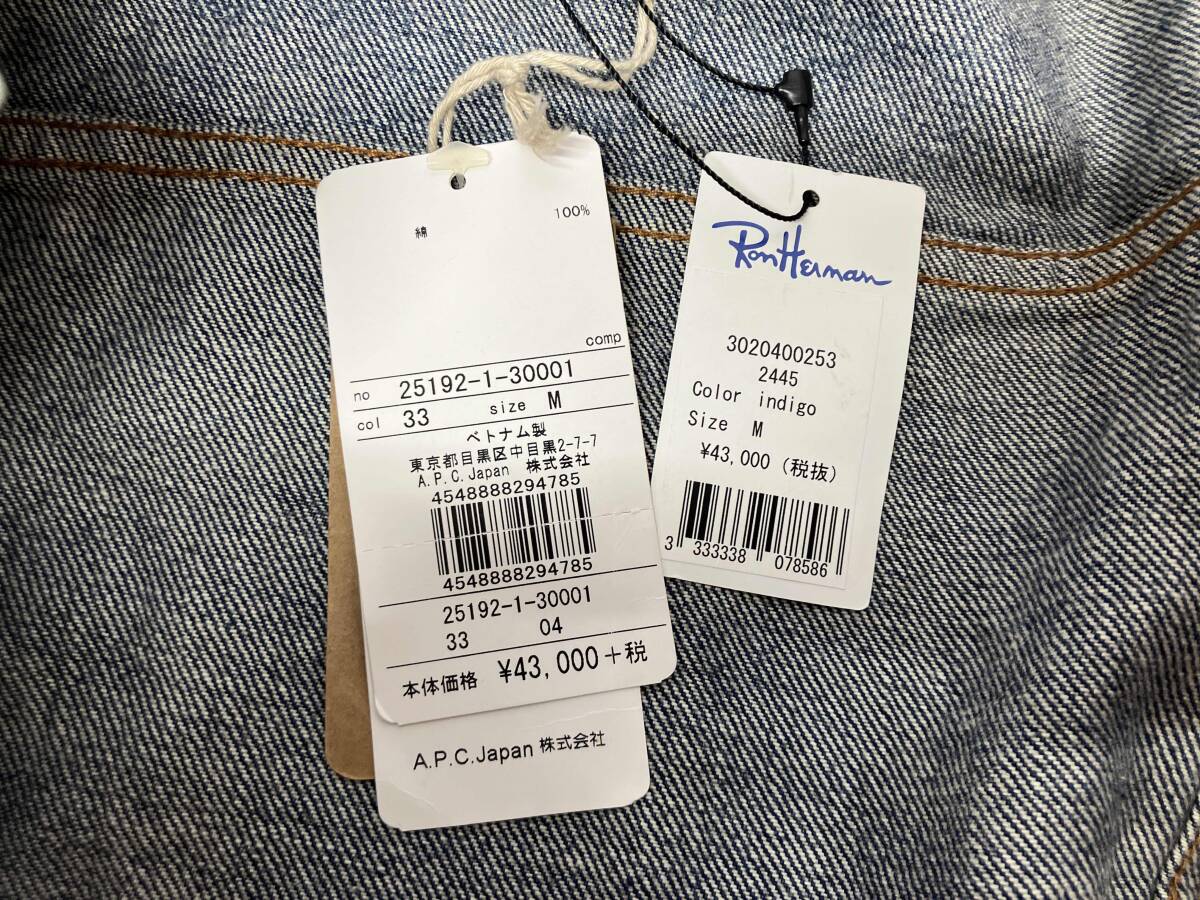 綿 100%
comp
no 25192-1-30001
col 33 size M
ベトナム製
東京都目黒区中目黒2-7-7
A.P.C.Japan 株式会社
4548888294785
4548888294785
25192-1-30001
33 04
本体価格 ¥43,000+税
A.P.C.Japan 株式会社
Ron Herman
3020400253
2445
Color indigo
Size M
¥43,000(税抜)
3 333338 078586